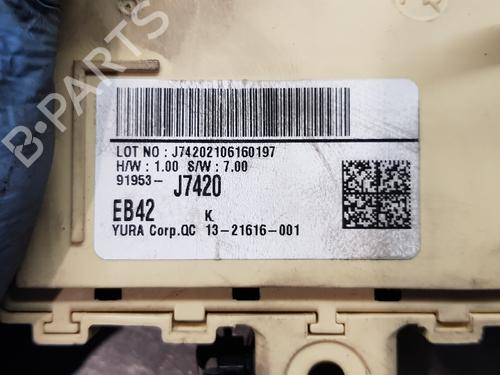 B-PARTS
LOT NO : J74202106160197
H/W : 1.00 S/W : 7.00
91953- J7420
EB42 K
YURA Corp.QC 13-21616-001